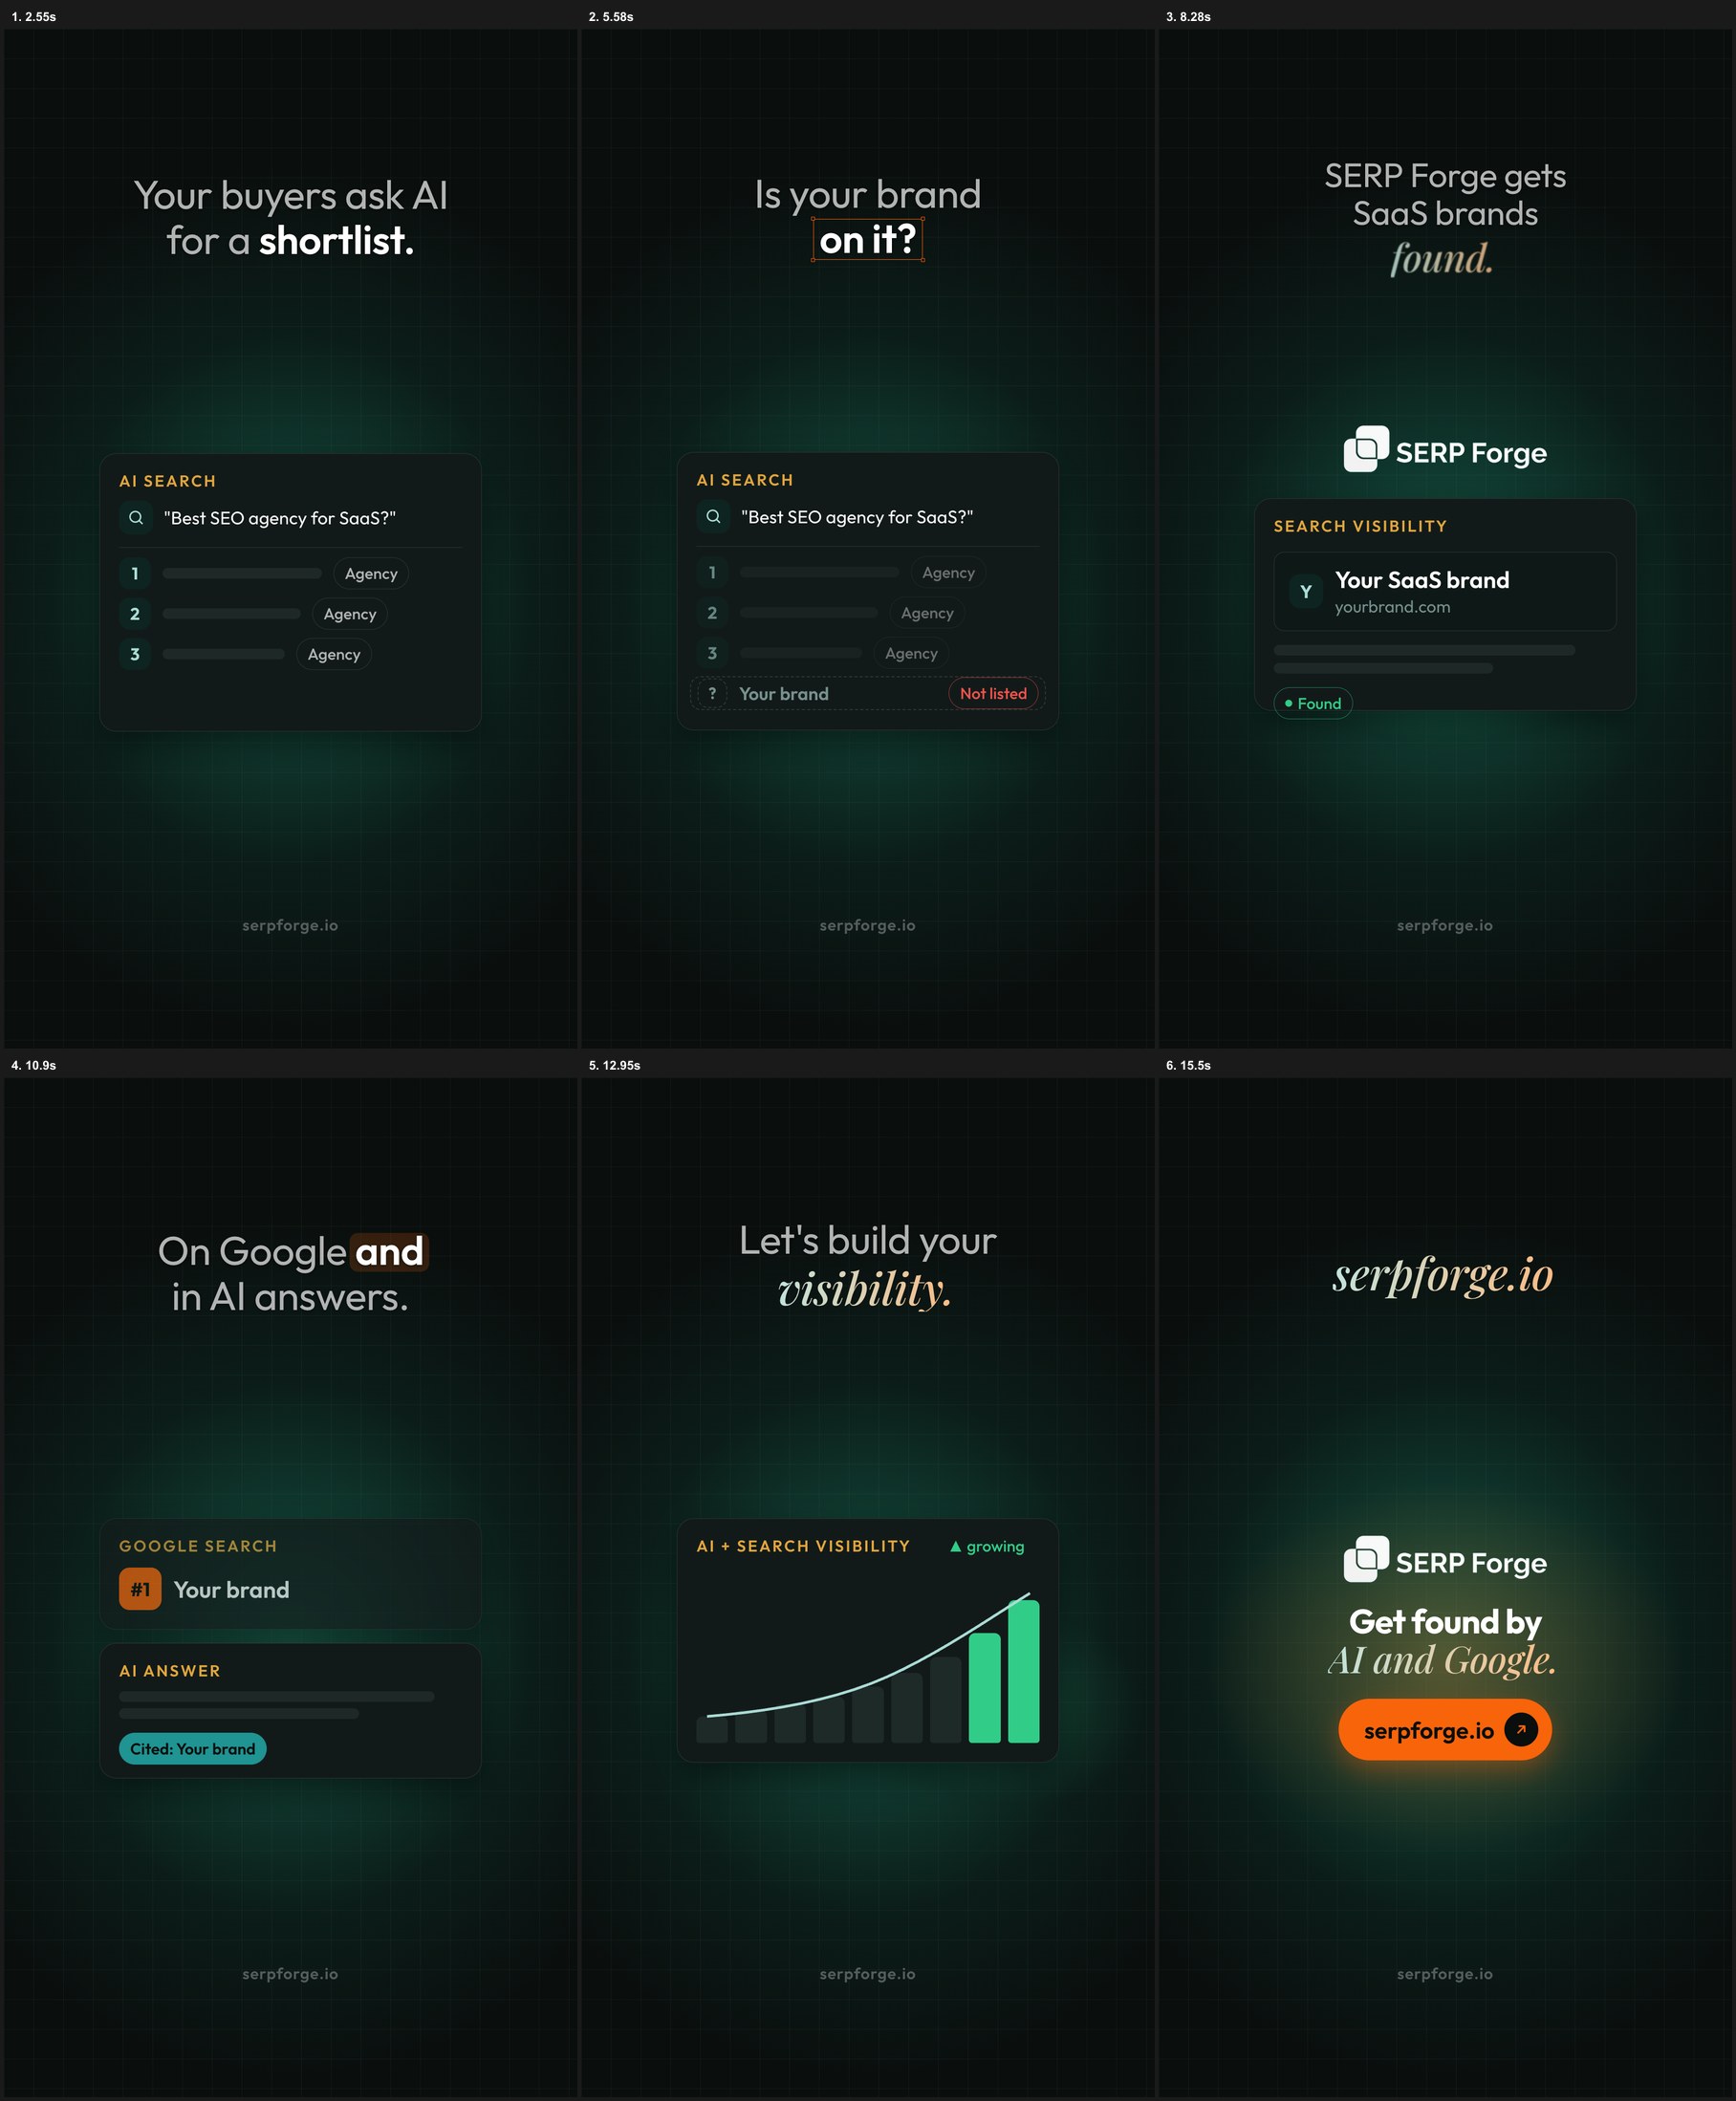 1. 2.55s
Your buyers ask AI
for a shortlist.
AI SEARCH
"Best SEO agency for SaaS?"
1 Agency
2 Agency
3 Agency
serpforge.io
2. 5.58s
Is your brand
on it?
AI SEARCH
"Best SEO agency for SaaS?"
1 Agency
2 Agency
3 Agency
? Your brand Not listed
serpforge.io
3. 8.28s
SERP Forge gets
SaaS brands
found.
SERP Forge
SEARCH VISIBILITY
Y Your SaaS brand
yourbrand.com
Found
serpforge.io
4. 10.9s
On Google and
in AI answers.
GOOGLE SEARCH
#1 Your brand
AI ANSWER
Cited: Your brand
serpforge.io
5. 12.95s
Let's build your
visibility.
AI + SEARCH VISIBILITY ▲ growing
serpforge.io
6. 15.5s
serpforge.io
SERP Forge
Get found by
AI and Google.
serpforge.io
serpforge.io